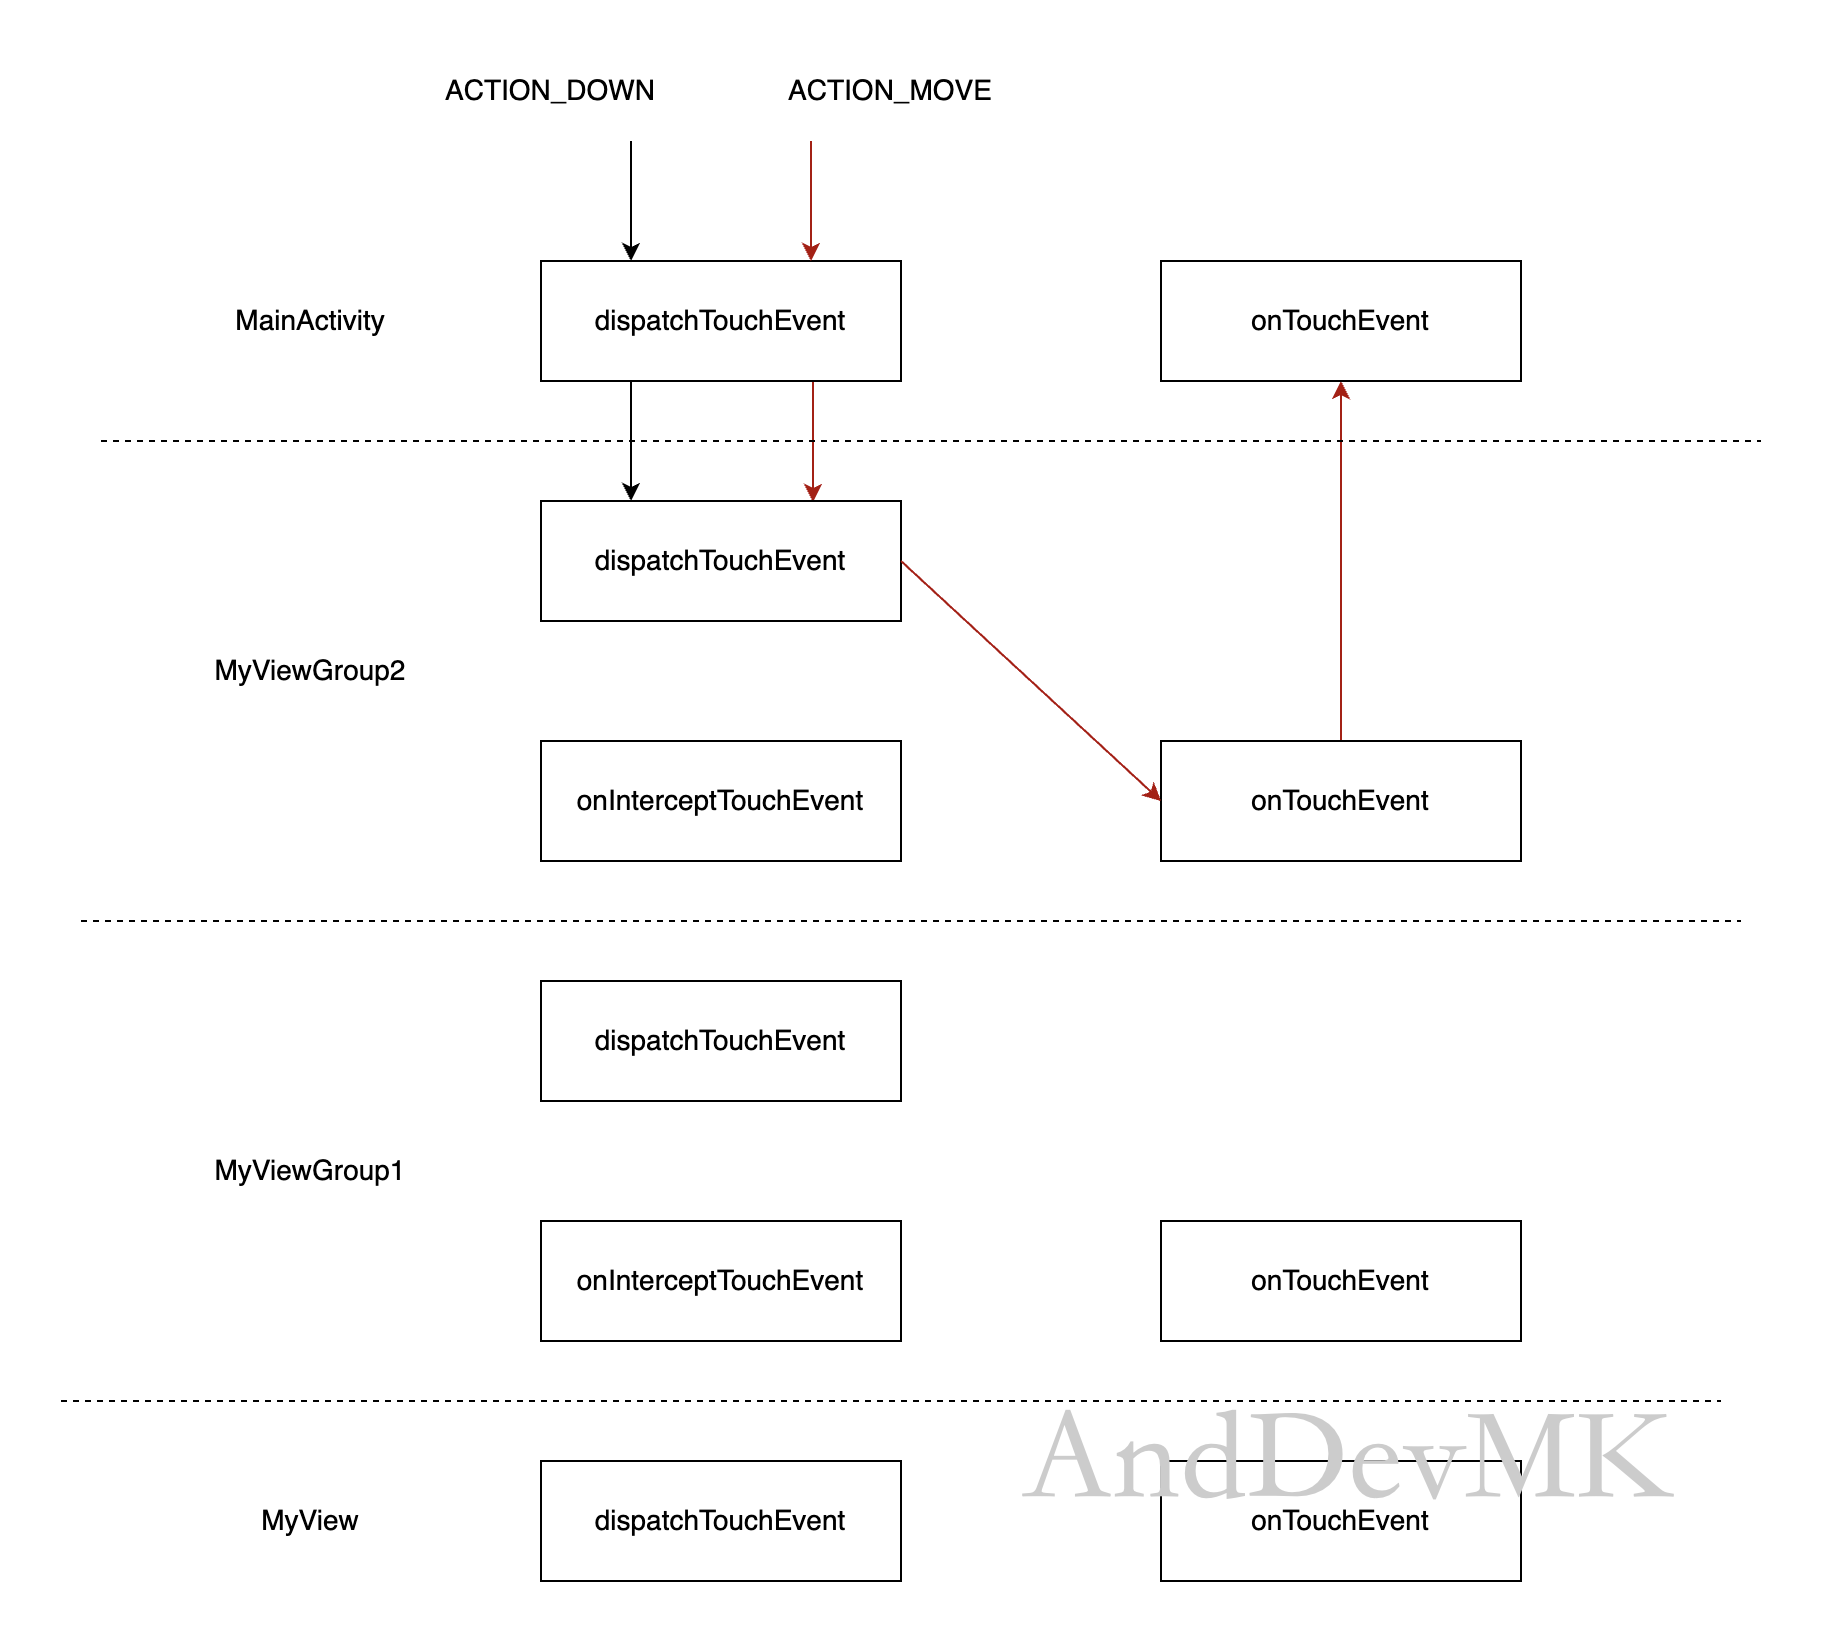 ACTION_DOWN ACTION_MOVE
MainActivity dispatchTouchEvent onTouchEvent
dispatchTouchEvent
MyViewGroup2
onInterceptTouchEvent onTouchEvent
dispatchTouchEvent
MyViewGroup1
onInterceptTouchEvent onTouchEvent
AndDevMK
MyView dispatchTouchEvent onTouchEvent